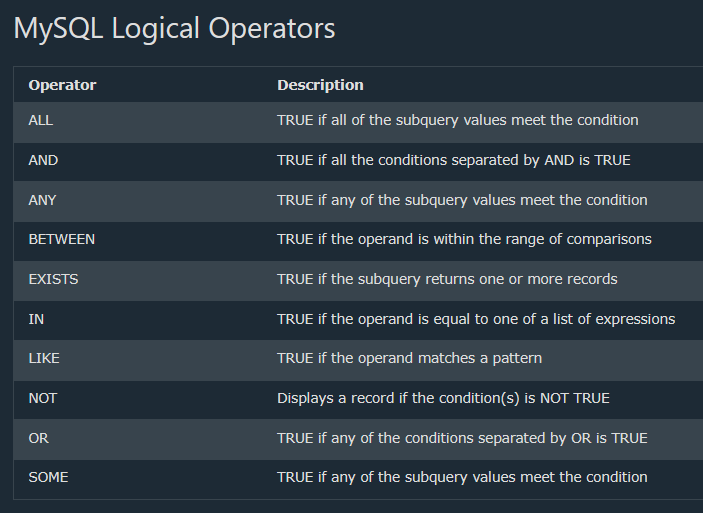 MySQL Logical Operators
Operator Description
ALL TRUE if all of the subquery values meet the condition
AND TRUE if all the conditions separated by AND is TRUE
ANY TRUE if any of the subquery values meet the condition
BETWEEN TRUE if the operand is within the range of comparisons
EXISTS TRUE if the subquery returns one or more records
IN TRUE if the operand is equal to one of a list of expressions
LIKE TRUE if the operand matches a pattern
NOT Displays a record if the condition(s) is NOT TRUE
OR TRUE if any of the conditions separated by OR is TRUE
SOME TRUE if any of the subquery values meet the condition